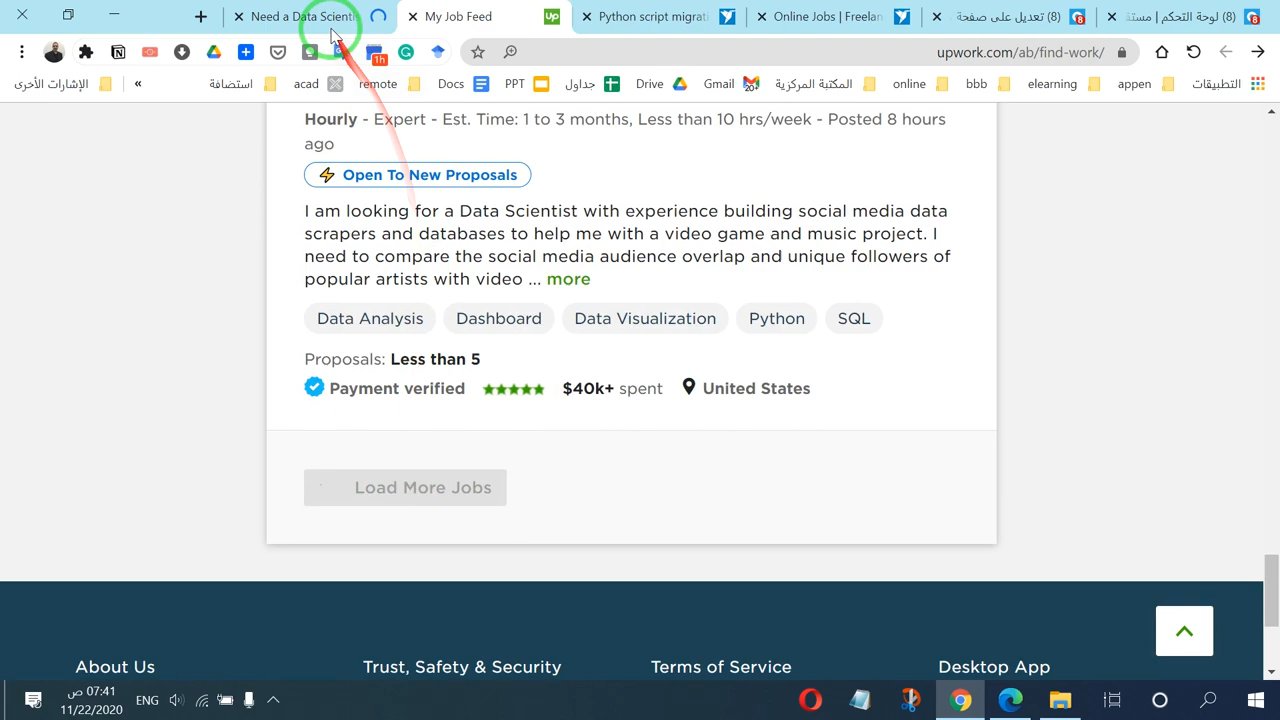 Need a Data Scienti
My Job Feed
Up
Python script migrati
Online Jobs | Freelan
(8) تعديل على صفحة
(8) لوحة التحكم | مستق
upwork.com/ab/find-work/
1h
الإشارات الأخرى
«
استضافة
acad
remote
Docs
PPT
جداول
Drive
Gmail
20+
المكتبة المركزية
online
bbb
elearning
appen
التطبيقات
Hourly - Expert - Est. Time: 1 to 3 months, Less than 10 hrs/week - Posted 8 hours
ago
Open To New Proposals
I am looking for a Data Scientist with experience building social media data
scrapers and databases to help me with a video game and music project. I
need to compare the social media audience overlap and unique followers of
popular artists with video ... more
Data Analysis
Dashboard
Data Visualization
Python
SQL
Proposals: Less than 5
Payment verified
$40k+ spent
United States
Load More Jobs
About Us
Trust, Safety & Security
Terms of Service
Desktop App
07:41 ص
11/22/2020
ENG